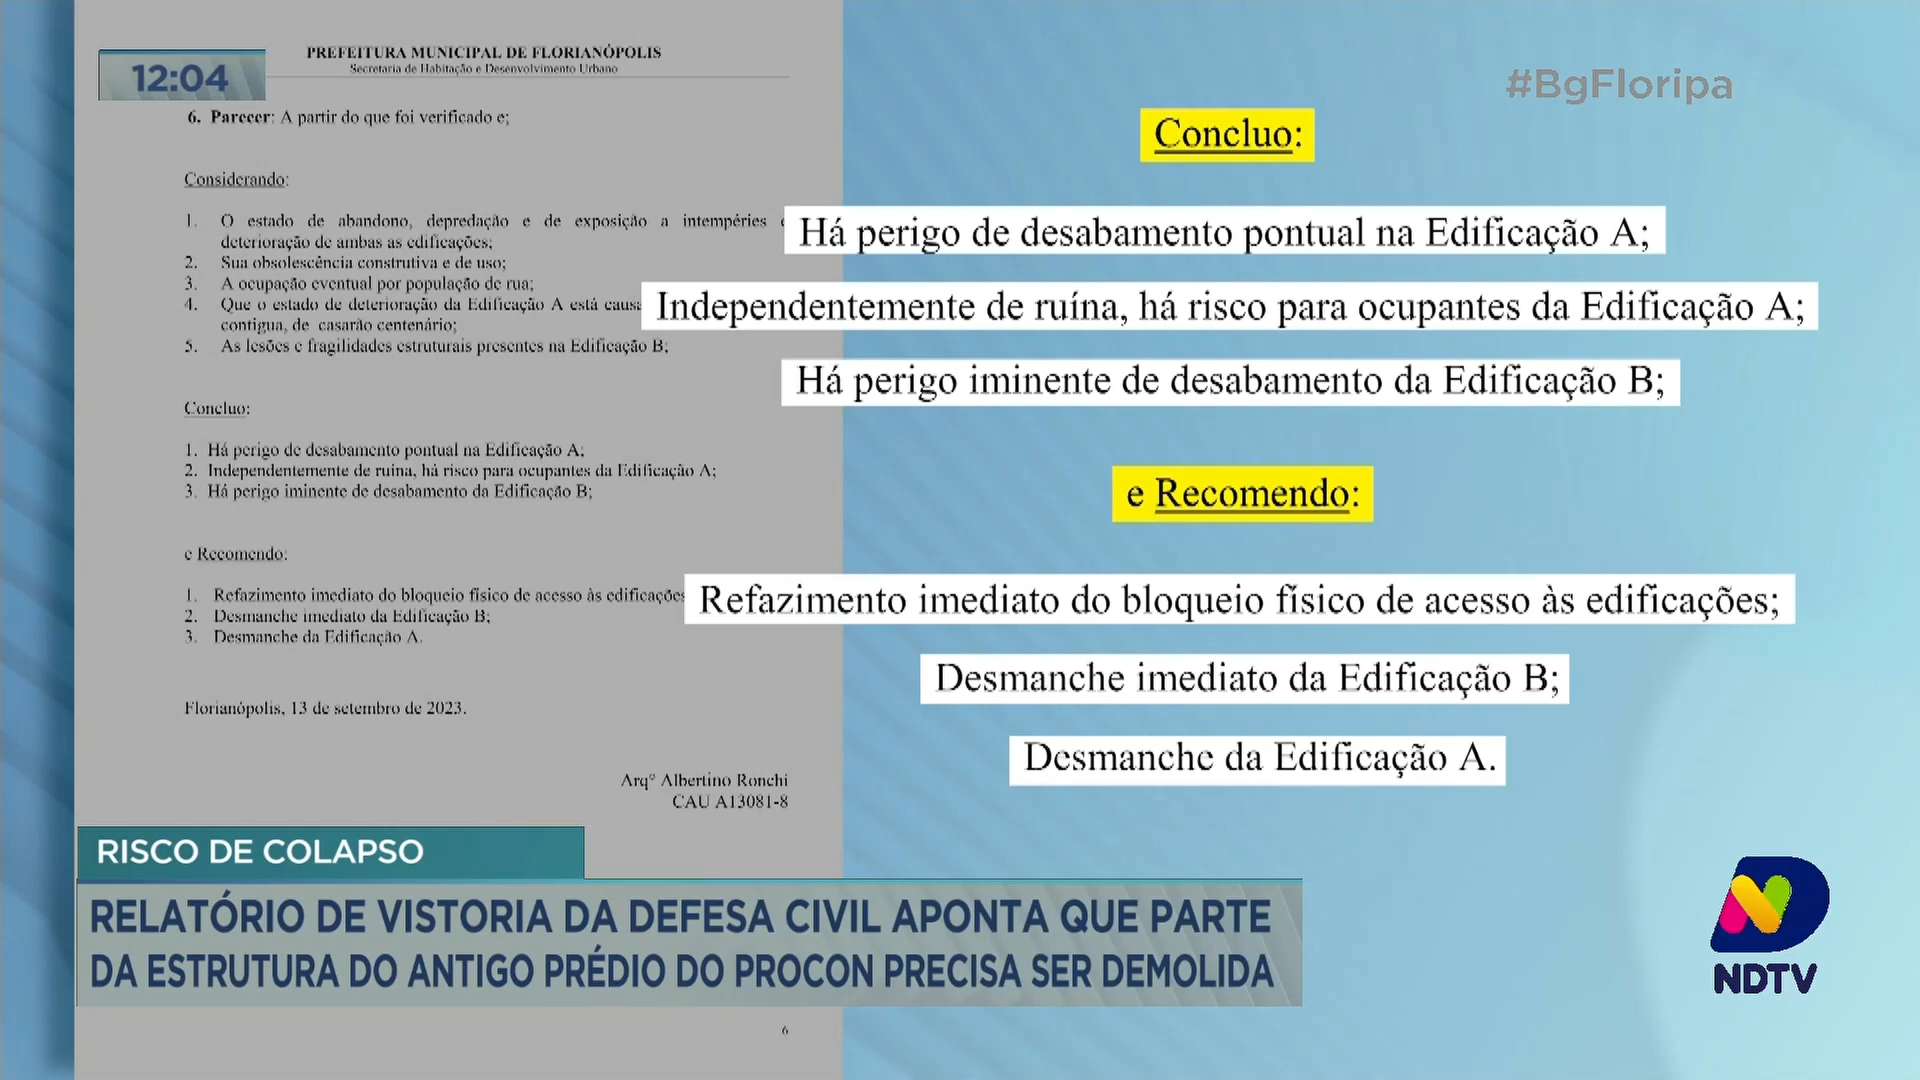 12:04
PREFEITURA MUNICIPAL DE FLORIANÓPOLIS
Secretaria de Habitação e Desenvolvimento Urbano
6. Parecer: A partir do que foi verificado e;
Considerando:
1. O estado de abandono, depredação e de exposição a intempéries
deterioração de ambas as edificações;
2. Sua obsolescência construtiva e de uso;
3. A ocupação eventual por população de rua;
4. Que o estado de deterioração da Edificação A está
contigua, de casarão centenário;
5. As lesões e fragilidades estruturais presentes na Edificação B;
Concluo:
1. Há perigo de desabamento pontual na Edificação A;
2. Independentemente de ruína, há risco para ocupantes da Edificação A;
3. Há perigo iminente de desabamento da Edificação B;
e Recomendo:
1. Refazimento imediato do bloqueio físico de acesso às edificações
2. Desmanche imediato da Edificação B;
3. Desmanche da Edificação A.
Florianópolis, 13 de setembro de 2023.
Arqº Albertino Ronchi
CAU A13081-8
6
#BgFloripa
Concluo:
Há perigo de desabamento pontual na Edificação A;
Independentemente de ruína, há risco para ocupantes da Edificação A;
Há perigo iminente de desabamento da Edificação B;
e Recomendo:
Refazimento imediato do bloqueio físico de acesso às edificações;
Desmanche imediato da Edificação B;
Desmanche da Edificação A.
RISCO DE COLAPSO
RELATÓRIO DE VISTORIA DA DEFESA CIVIL APONTA QUE PARTE
DA ESTRUTURA DO ANTIGO PRÉDIO DO PROCON PRECISA SER DEMOLIDA
NDTV